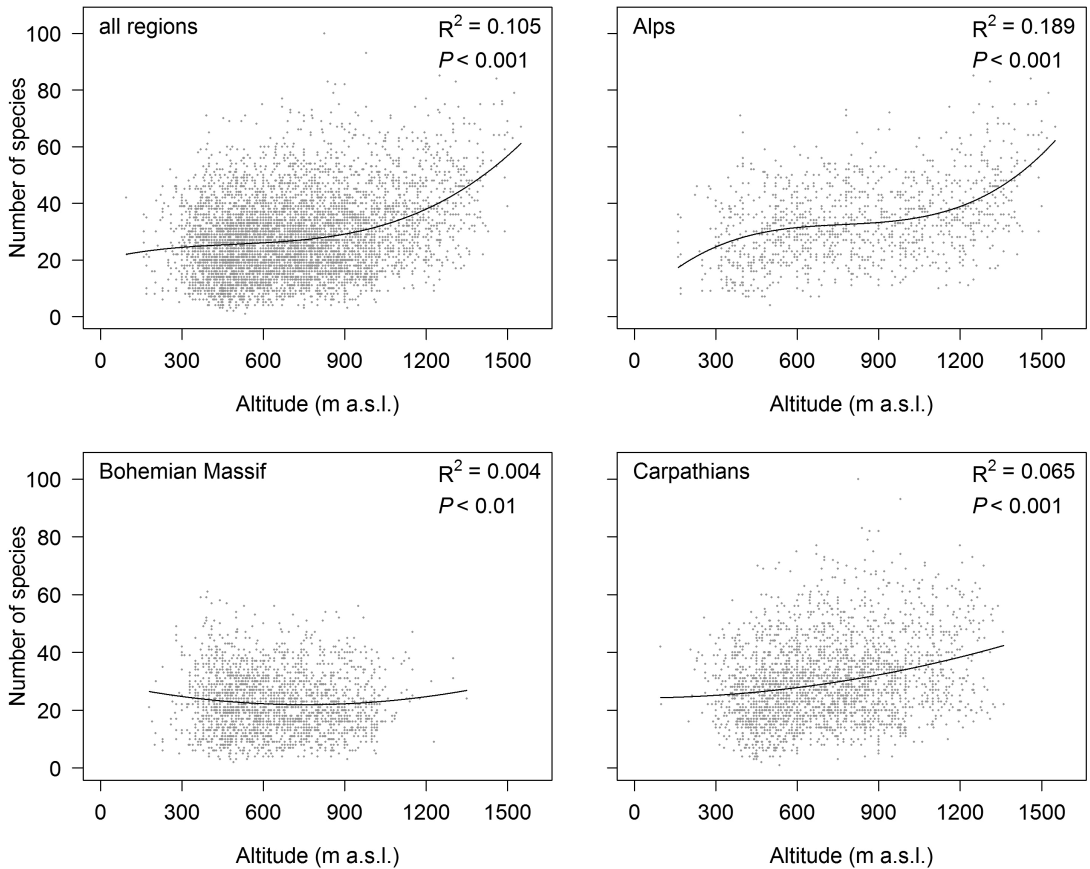 all regions
R² = 0.105
P < 0.001
Number of species
100
80
60
40
20
0
0 300 600 900 1200 1500
Altitude (m a.s.l.)
Alps
R² = 0.189
P < 0.001
0 300 600 900 1200 1500
Altitude (m a.s.l.)
Bohemian Massif
R² = 0.004
P < 0.01
Number of species
100
80
60
40
20
0
0 300 600 900 1200 1500
Altitude (m a.s.l.)
Carpathians
R² = 0.065
P < 0.001
0 300 600 900 1200 1500
Altitude (m a.s.l.)